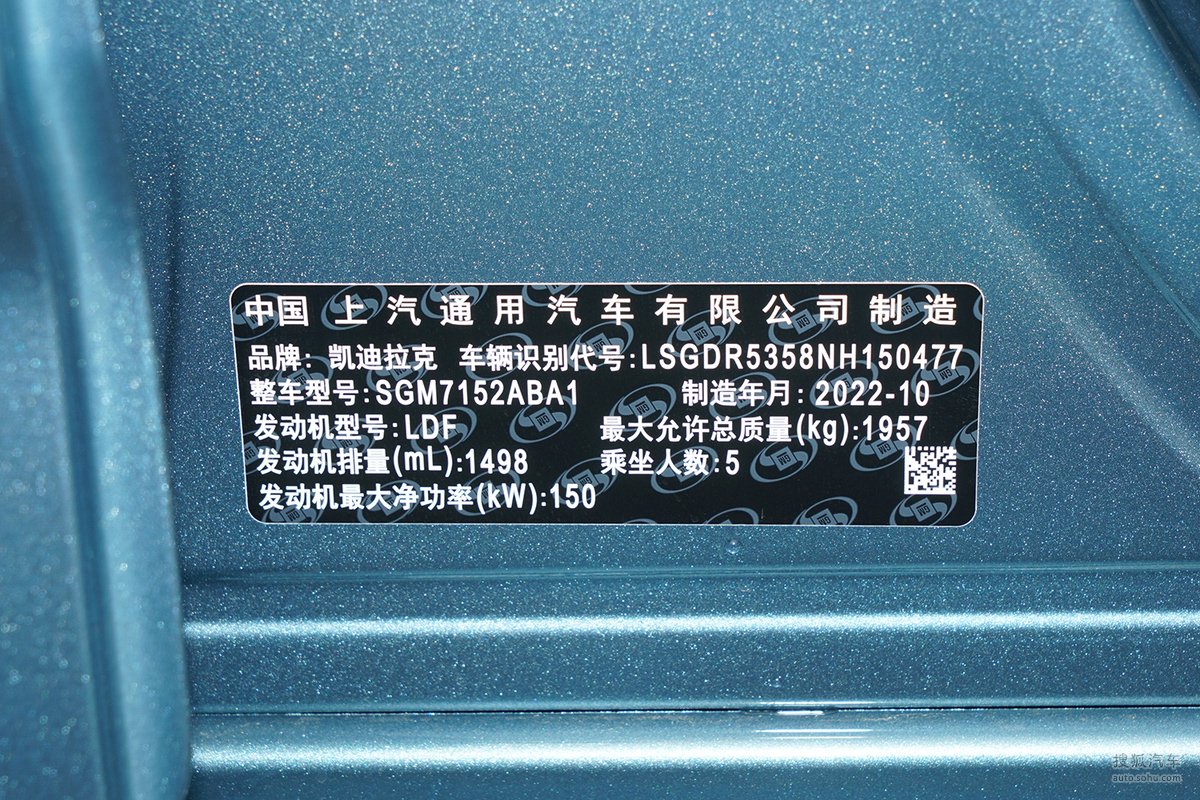 中国 上汽通用汽车有限公司制造
品牌: 凯迪拉克 车辆识别代号:LSGDR5358NH150477
整车型号:SGM7152ABA1 制造年月: 2022-10
发动机型号:LDF 最大允许总质量(kg):1957
发动机排量(mL):1498 乘坐人数:5
发动机最大净功率(kW):150
搜狐汽车
auto.sohu.com